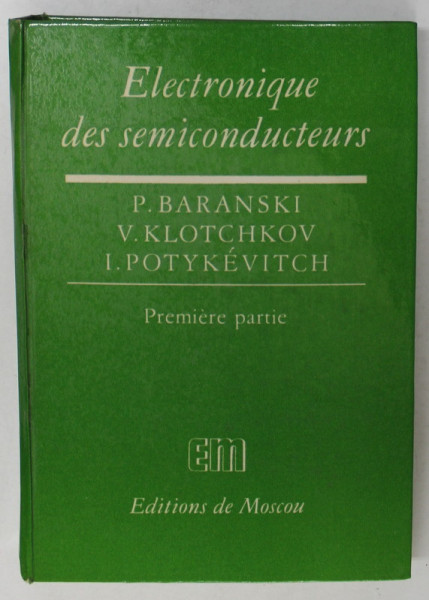 Electronique
des semiconducteurs
P. BARANSKI
V. KLOTCHKOV
I. POTYKÉVITCH
Première partie
EM
Editions de Moscou